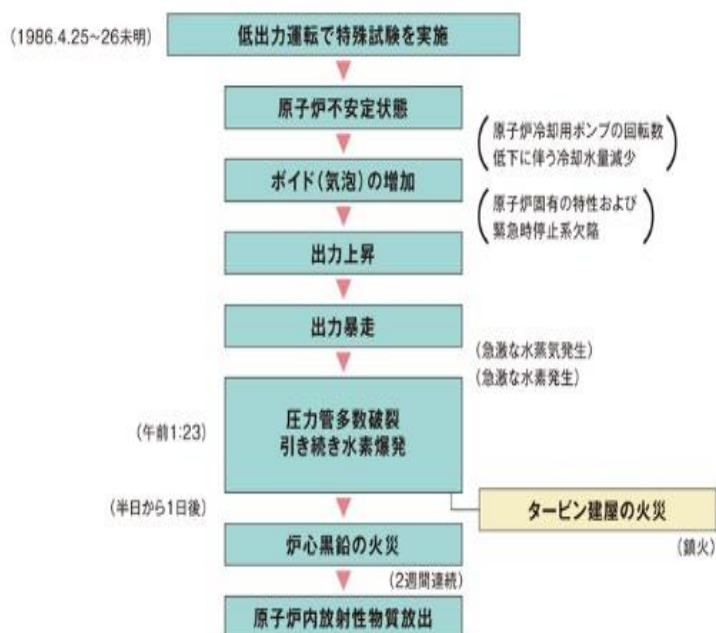 (1986.4.25~26未明)
低出力運転で特殊試験を実施
原子炉不安定状態
(原子炉冷却用ポンプの回転数
低下に伴う冷却水量減少)
ボイド(気泡)の増加
(原子炉固有の特性および
緊急時停止系欠陥)
出力上昇
出力暴走
(急激な水蒸気発生)
(急激な水素発生)
(午前1:23)
圧力管多数破裂
引き続き水素爆発
(半日から1日後)
タービン建屋の火災
(鎮火)
炉心黒鉛の火災
(2週間連続)
原子炉内放射性物質放出